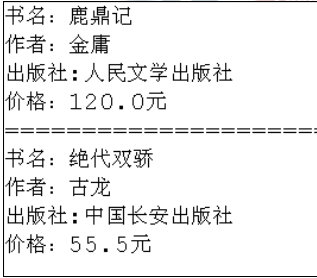 书名：鹿鼎记
作者：金庸
出版社:人民文学出版社
价格：120.0元
====================
书名：绝代双骄
作者：古龙
出版社:中国长安出版社
价格：55.5元